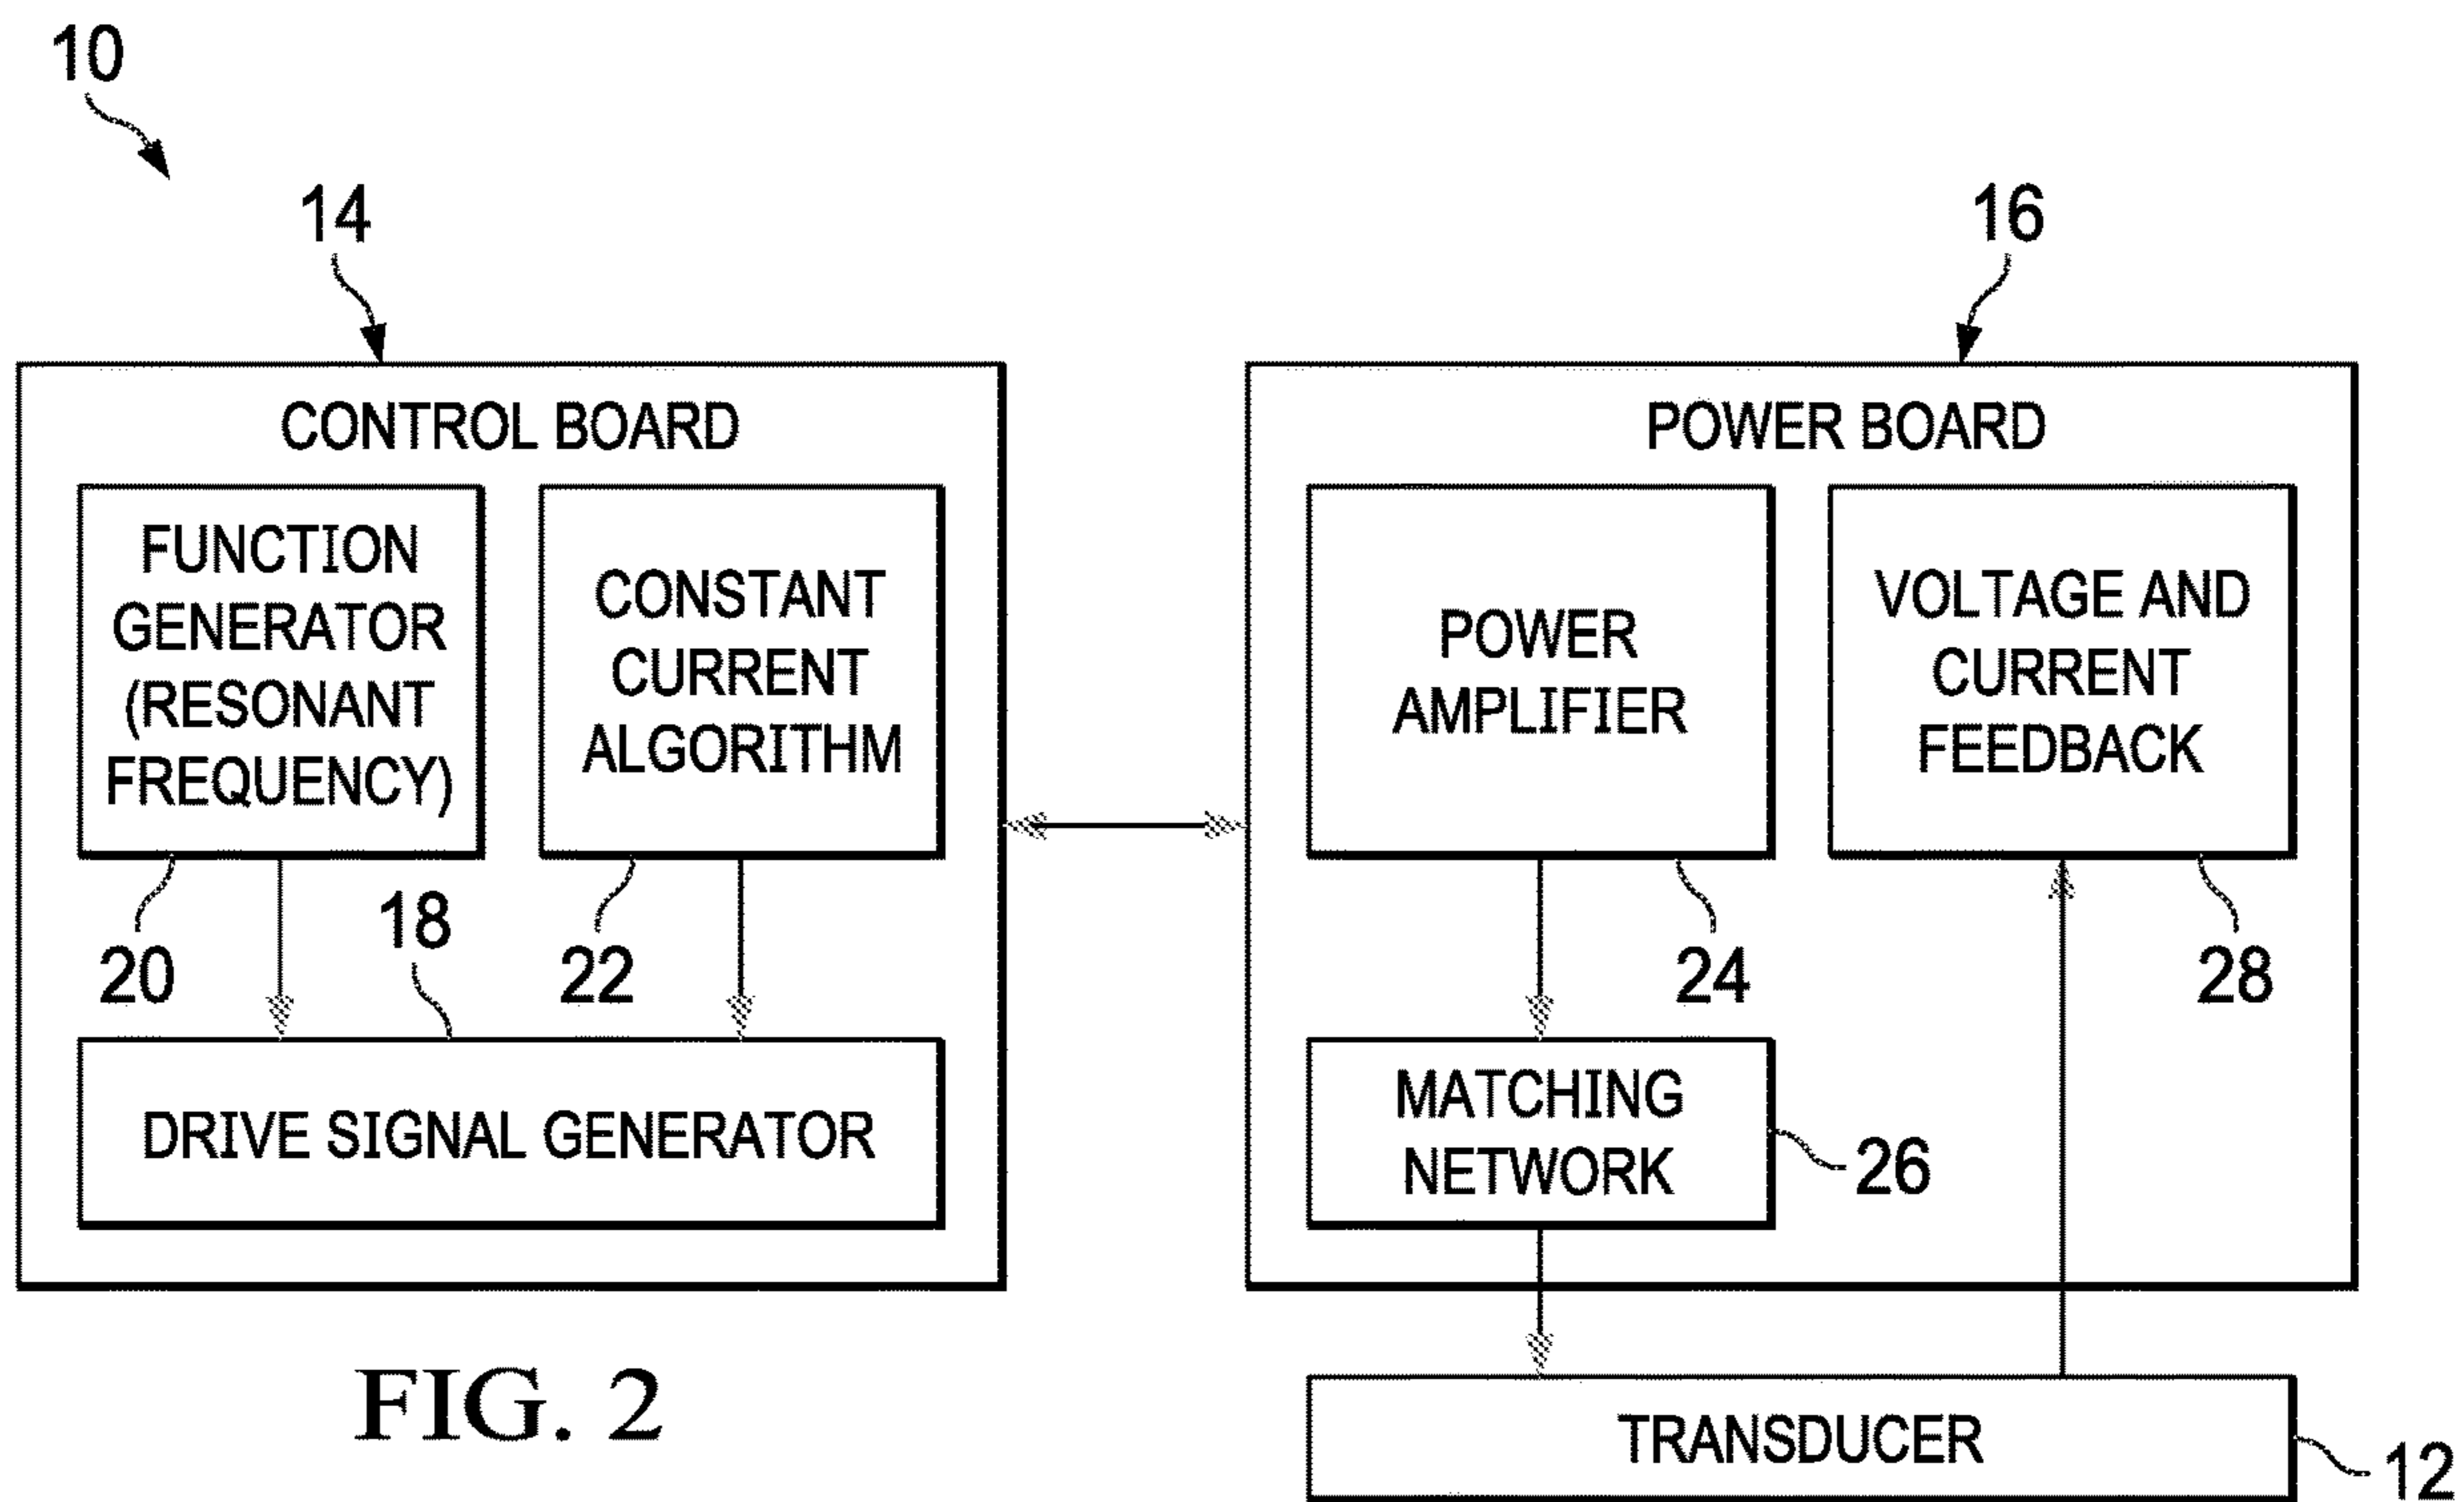 10
14
16
CONTROL BOARD
POWER BOARD
FUNCTION
GENERATOR
(RESONANT
FREQUENCY)
CONSTANT
CURRENT
ALGORITHM
POWER
AMPLIFIER
VOLTAGE AND
CURRENT
FEEDBACK
20
18
22
24
28
DRIVE SIGNAL GENERATOR
MATCHING
NETWORK
26
FIG. 2
TRANSDUCER
12